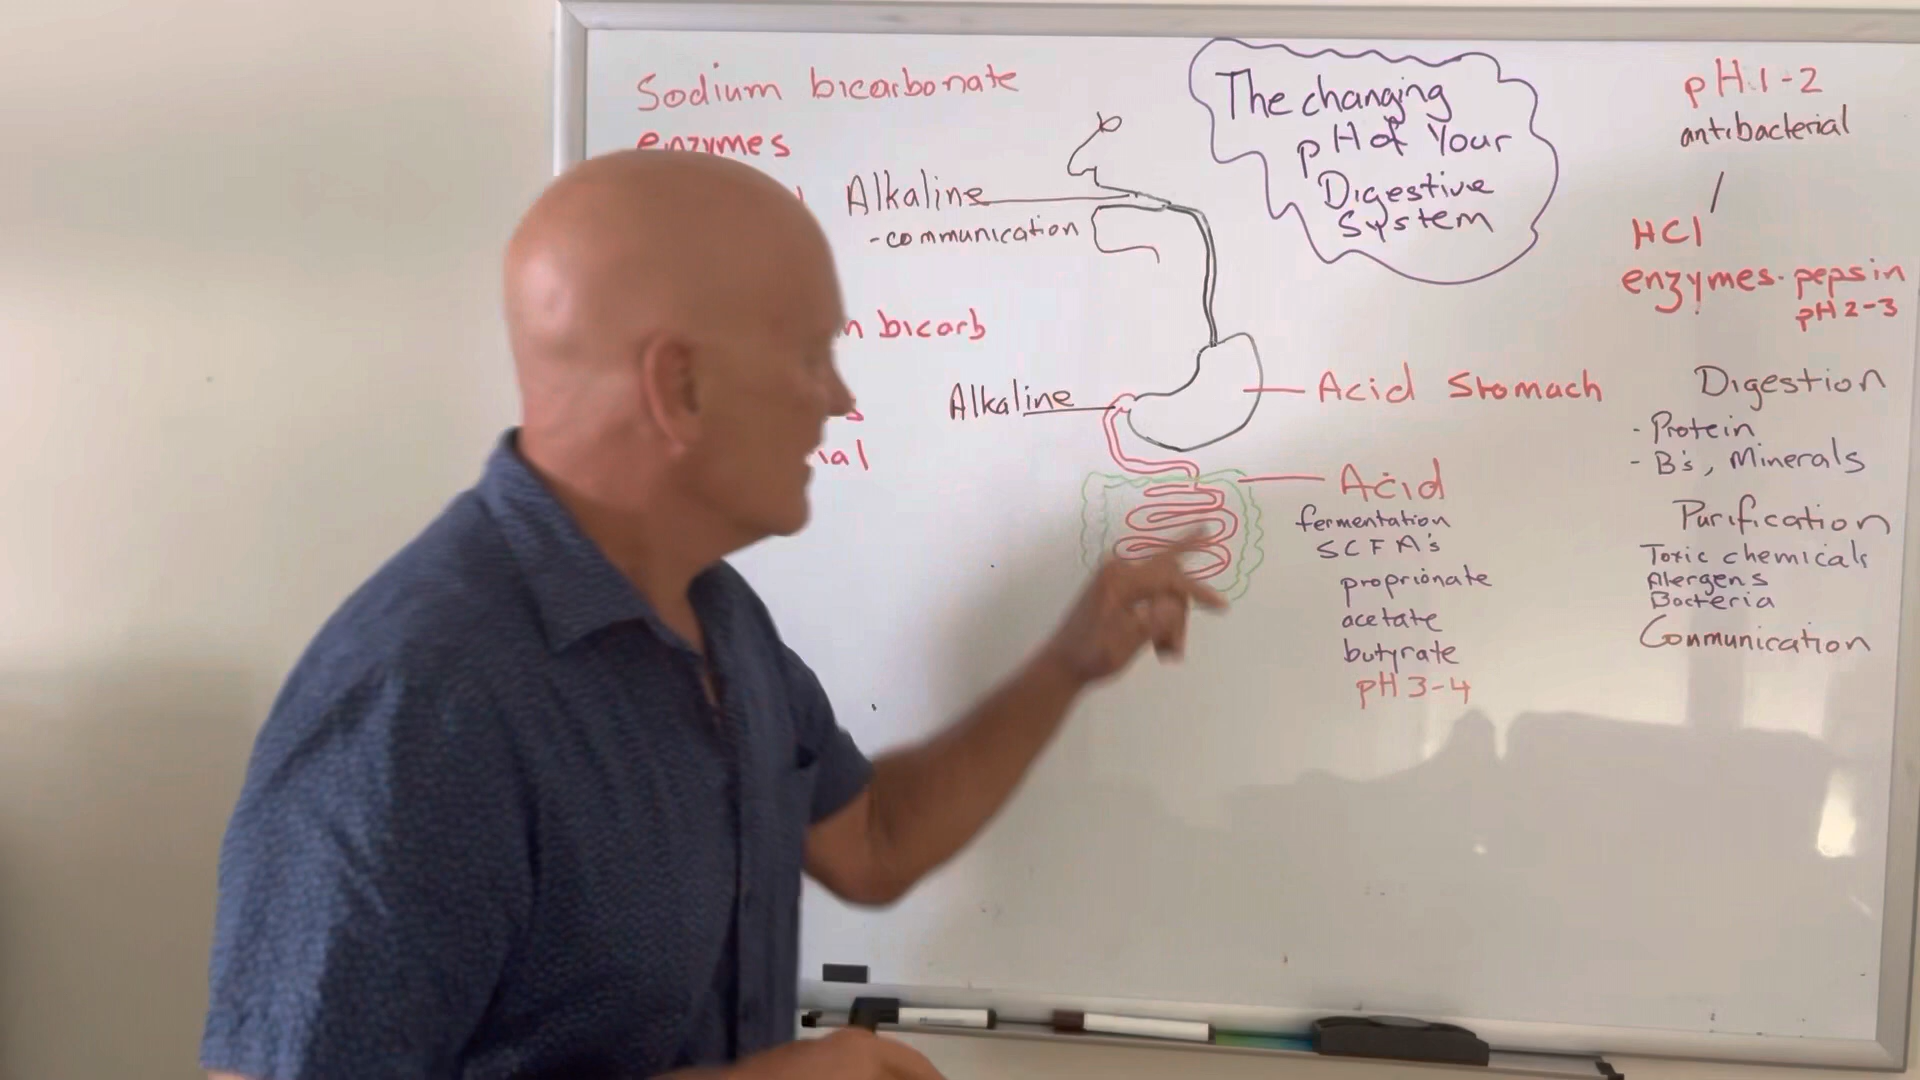 Sodium bicarbonate
enzymes
Alkaline
-communication
bicarb
Alkaline
The changing
pH of Your
Digestive
System
Acid Stomach
Acid
fermentation
SCFA's
proprionate
acetate
butyrate
pH 3-4
pH.1-2
antibacterial
/
HCl
enzymes. pepsin
pH 2-3
Digestion
- Protein
- B's, Minerals
Purification
Toxic chemicals
Alergens
Bacteria
Communication